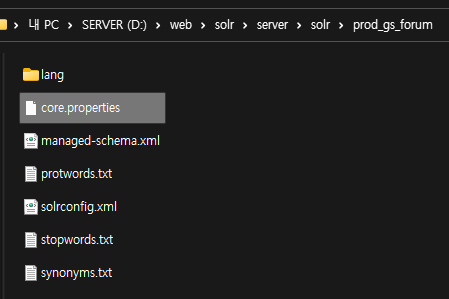 내 PC > SERVER (D:) > web > solr > server > solr > prod_gs_forum
lang
core.properties
managed-schema.xml
protwords.txt
solrconfig.xml
stopwords.txt
synonyms.txt